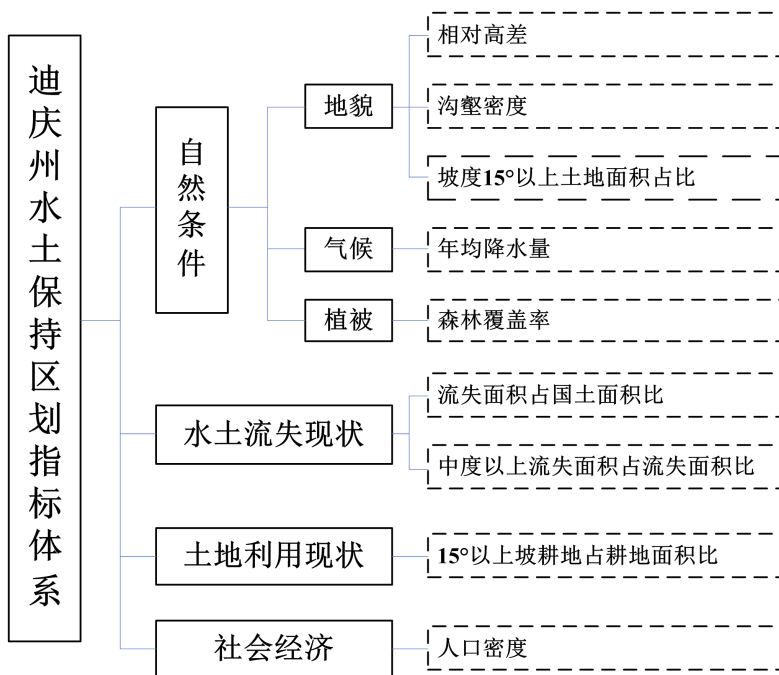 迪庆州水土保持区划指标体系
自然条件
地貌
相对高差
沟壑密度
坡度15°以上土地面积占比
气候
年均降水量
植被
森林覆盖率
水土流失现状
流失面积占国土面积比
中度以上流失面积占流失面积比
土地利用现状
15°以上坡耕地占耕地面积比
社会经济
人口密度